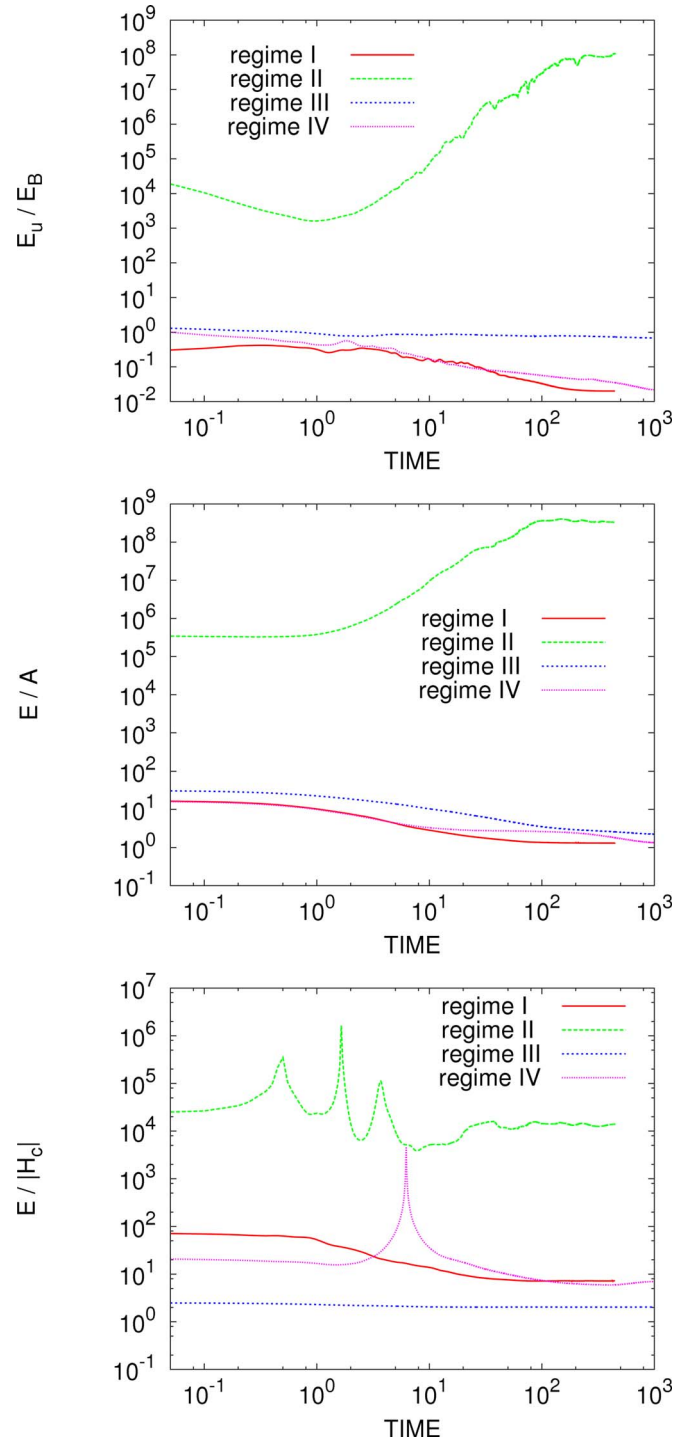 10^9
10^8
10^7
10^6
10^5
10^4
10^3
10^2
10^1
10^0
10^-1
10^-2
E_u / E_B
regime I
regime II
regime III
regime IV
10^-1 10^0 10^1 10^2 10^3
TIME
10^9
10^8
10^7
10^6
10^5
10^4
10^3
10^2
10^1
10^0
10^-1
E / A
regime I
regime II
regime III
regime IV
10^-1 10^0 10^1 10^2 10^3
TIME
10^7
10^6
10^5
10^4
10^3
10^2
10^1
10^0
10^-1
E / |H_c|
regime I
regime II
regime III
regime IV
10^-1 10^0 10^1 10^2 10^3
TIME